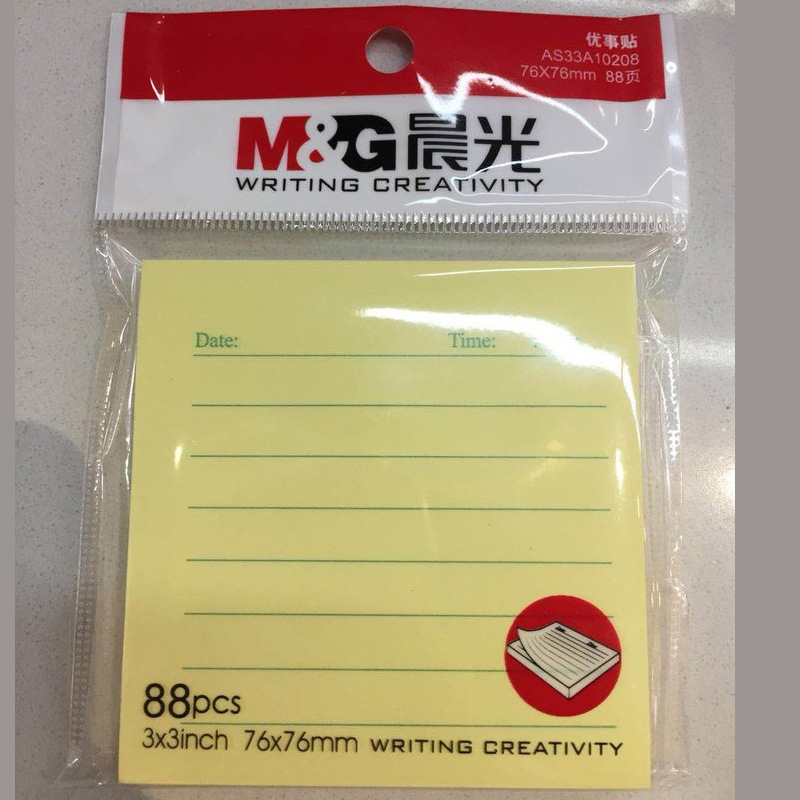 优事贴
AS33A10208
76X76mm 88页
M&G晨光
WRITING CREATIVITY
Date: Time:
88pcs
3x3inch 76x76mm WRITING CREATIVITY